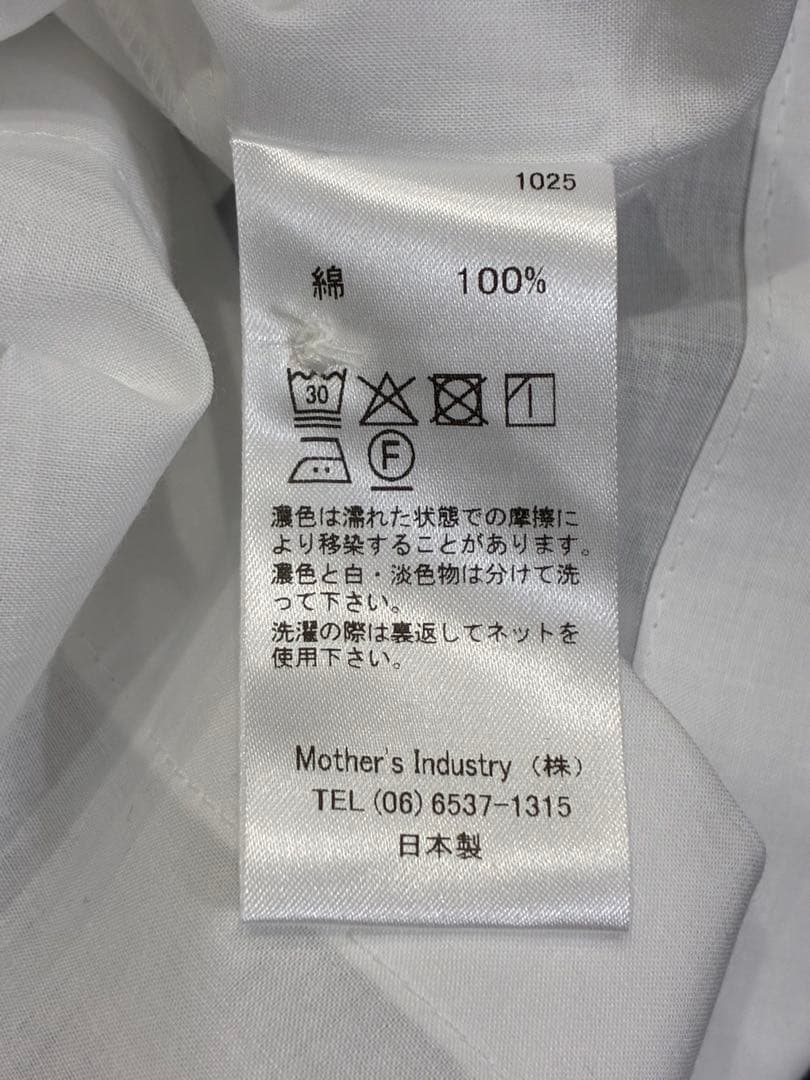 1025
綿 100%
30
F
濃色は濡れた状態での摩擦に
より移染することがあります。
濃色と白・淡色物は分けて洗
って下さい。
洗濯の際は裏返してネットを
使用下さい。
Mother's Industry (株)
TEL (06) 6537-1315
日本製